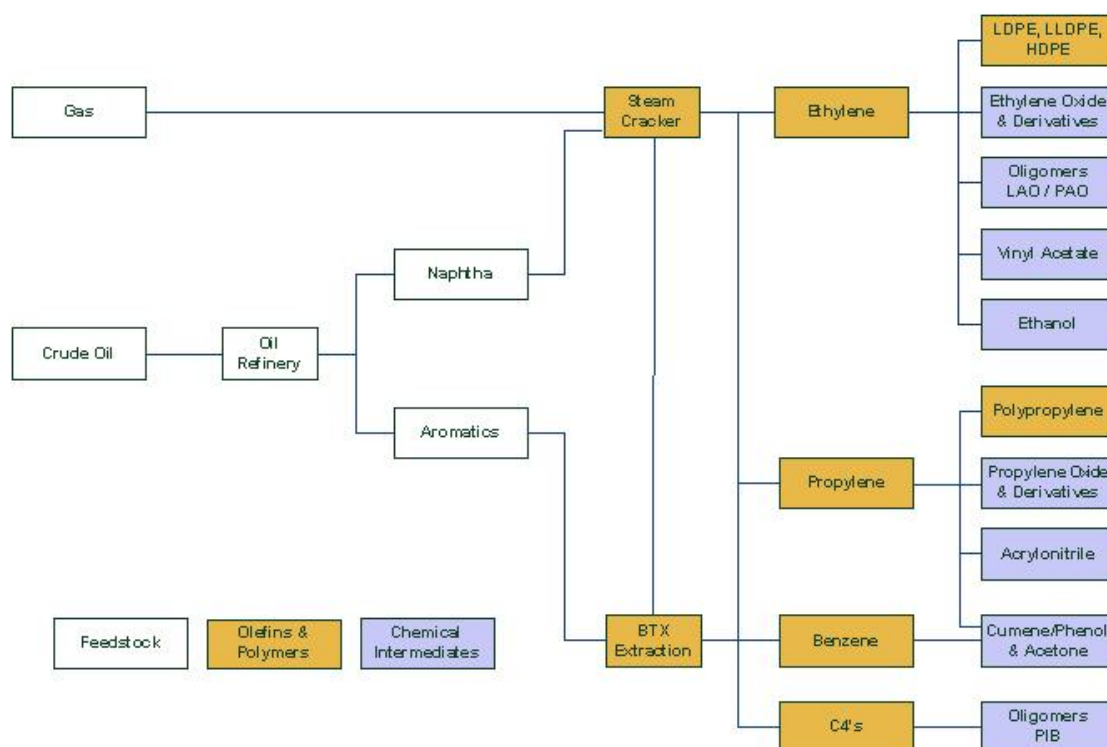 LDPE, LLDPE,
HDPE
Gas
Steam
Cracker
Ethylene
Ethylene Oxide
& Derivatives
Oligomers
LAO / PAO
Naphtha
Vinyl Acetate
Ethanol
Crude Oil
Oil
Refinery
Aromatics
Polypropylene
Propylene
Propylene Oxide
& Derivatives
Acrylonitrile
Feedstock
Olefins &
Polymers
Chemical
Intermediates
BTX
Extraction
Benzene
Cumene/Phenol
& Acetone
C4's
Oligomers
PIB